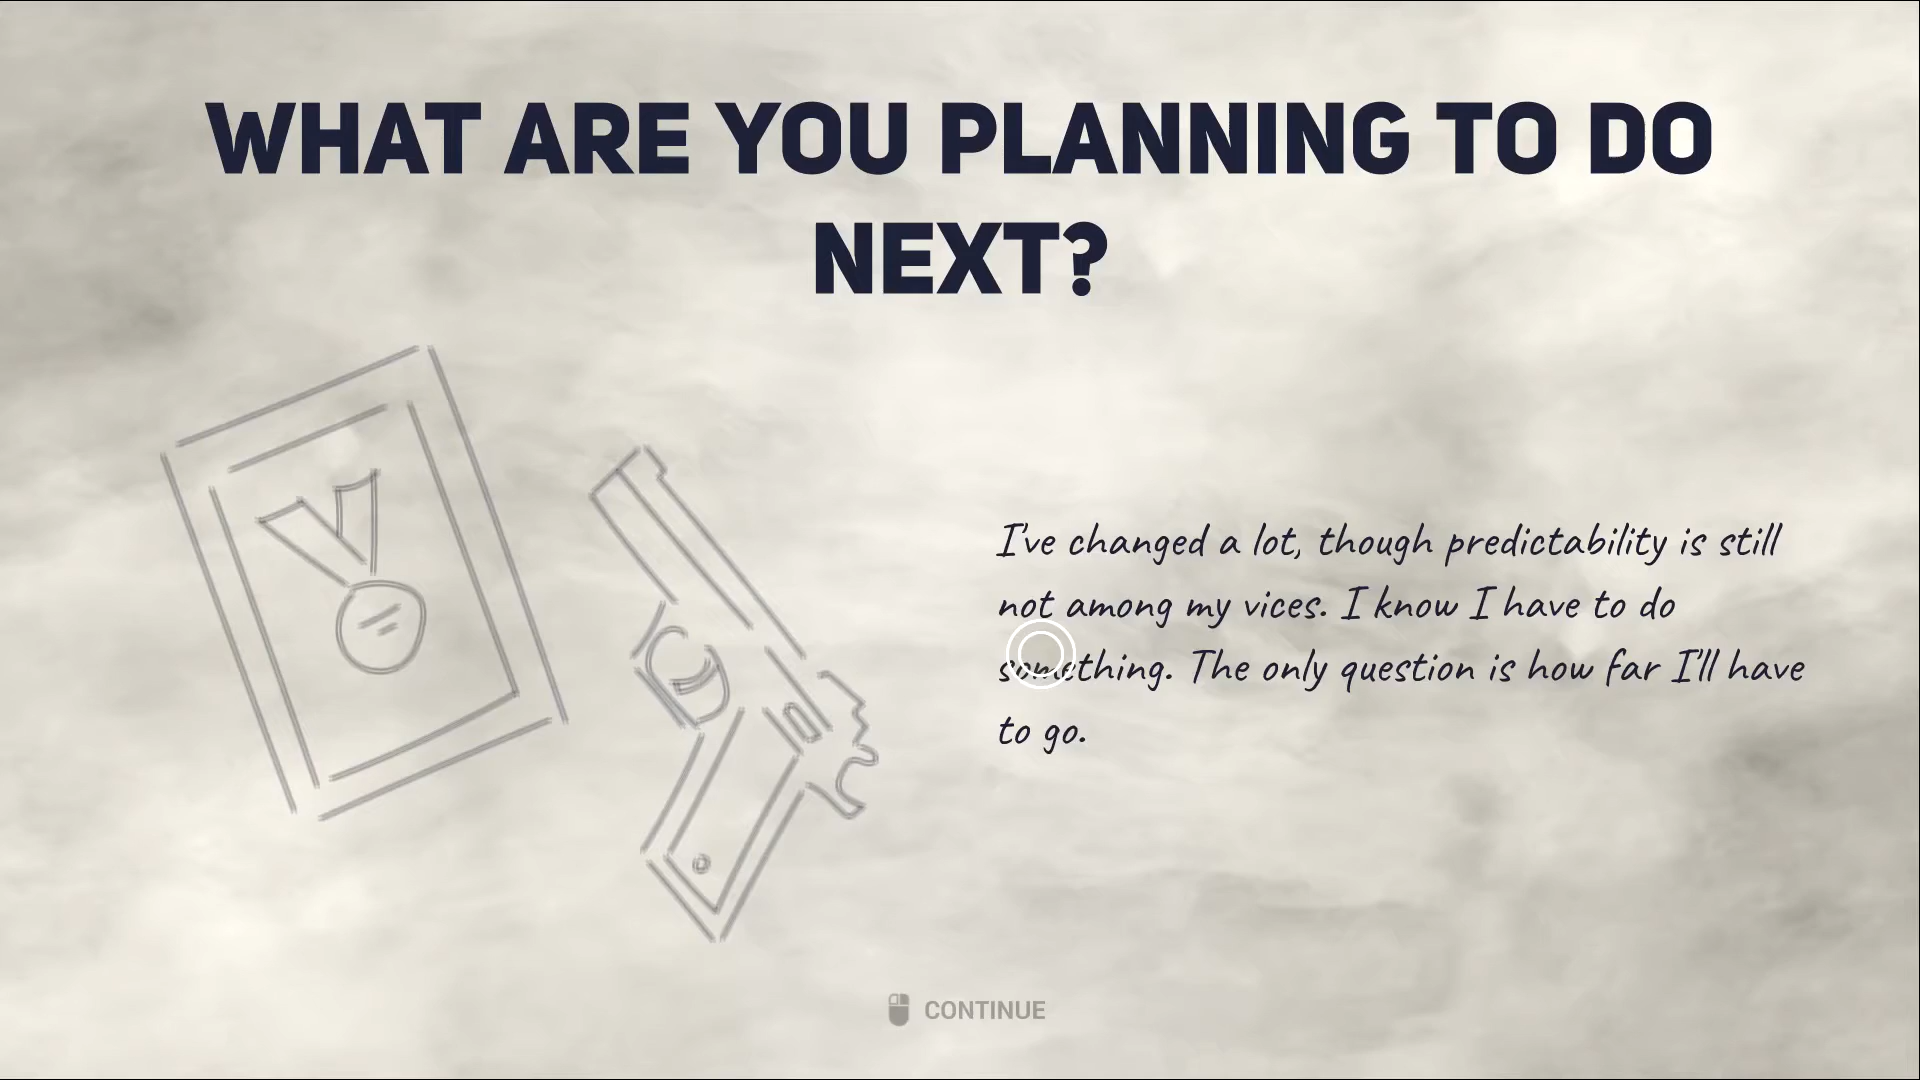 WHAT ARE YOU PLANNING TO DO
NEXT?
I've changed a lot, though predictability is still
not among my vices. I know I have to do
something. The only question is how far I'll have
to go.
CONTINUE